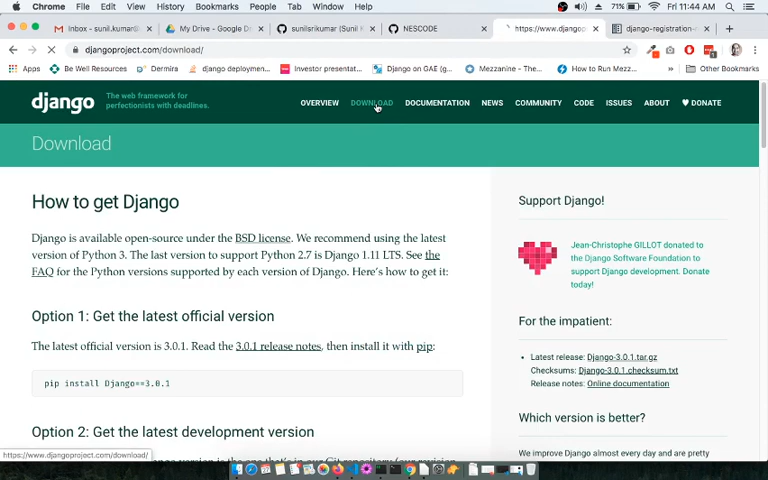 Chrome File Edit View History Bookmarks People Tab Window Help 71% Fri 11:44 AM
Inbox - sunil.kumar@ My Drive - Google Dri sunilsrikumar (Sunil K NESCODE https://www.djangopro django-registration-r
djangoproject.com/download/
Apps Be Well Resources Dermira django deploymen... Investor presentat... Django on GAE (g... Mezzanine - The... How to Run Mezz... Other Bookmarks
django
The web framework for
perfectionists with deadlines.
OVERVIEW DOWNLOAD DOCUMENTATION NEWS COMMUNITY CODE ISSUES ABOUT ♥ DONATE
Download
How to get Django
Django is available open-source under the BSD license. We recommend using the latest
version of Python 3. The last version to support Python 2.7 is Django 1.11 LTS. See the
FAQ for the Python versions supported by each version of Django. Here's how to get it:
Option 1: Get the latest official version
The latest official version is 3.0.1. Read the 3.0.1 release notes, then install it with pip:
pip install Django==3.0.1
Option 2: Get the latest development version
Support Django!
Jean-Christophe GILLOT donated to
the Django Software Foundation to
support Django development. Donate
today!
For the impatient:
Latest release: Django-3.0.1.tar.gz
Checksums: Django-3.0.1.checksum.txt
Release notes: Online documentation
Which version is better?
We improve Django almost every day and are pretty
https://www.djangoproject.com/download/